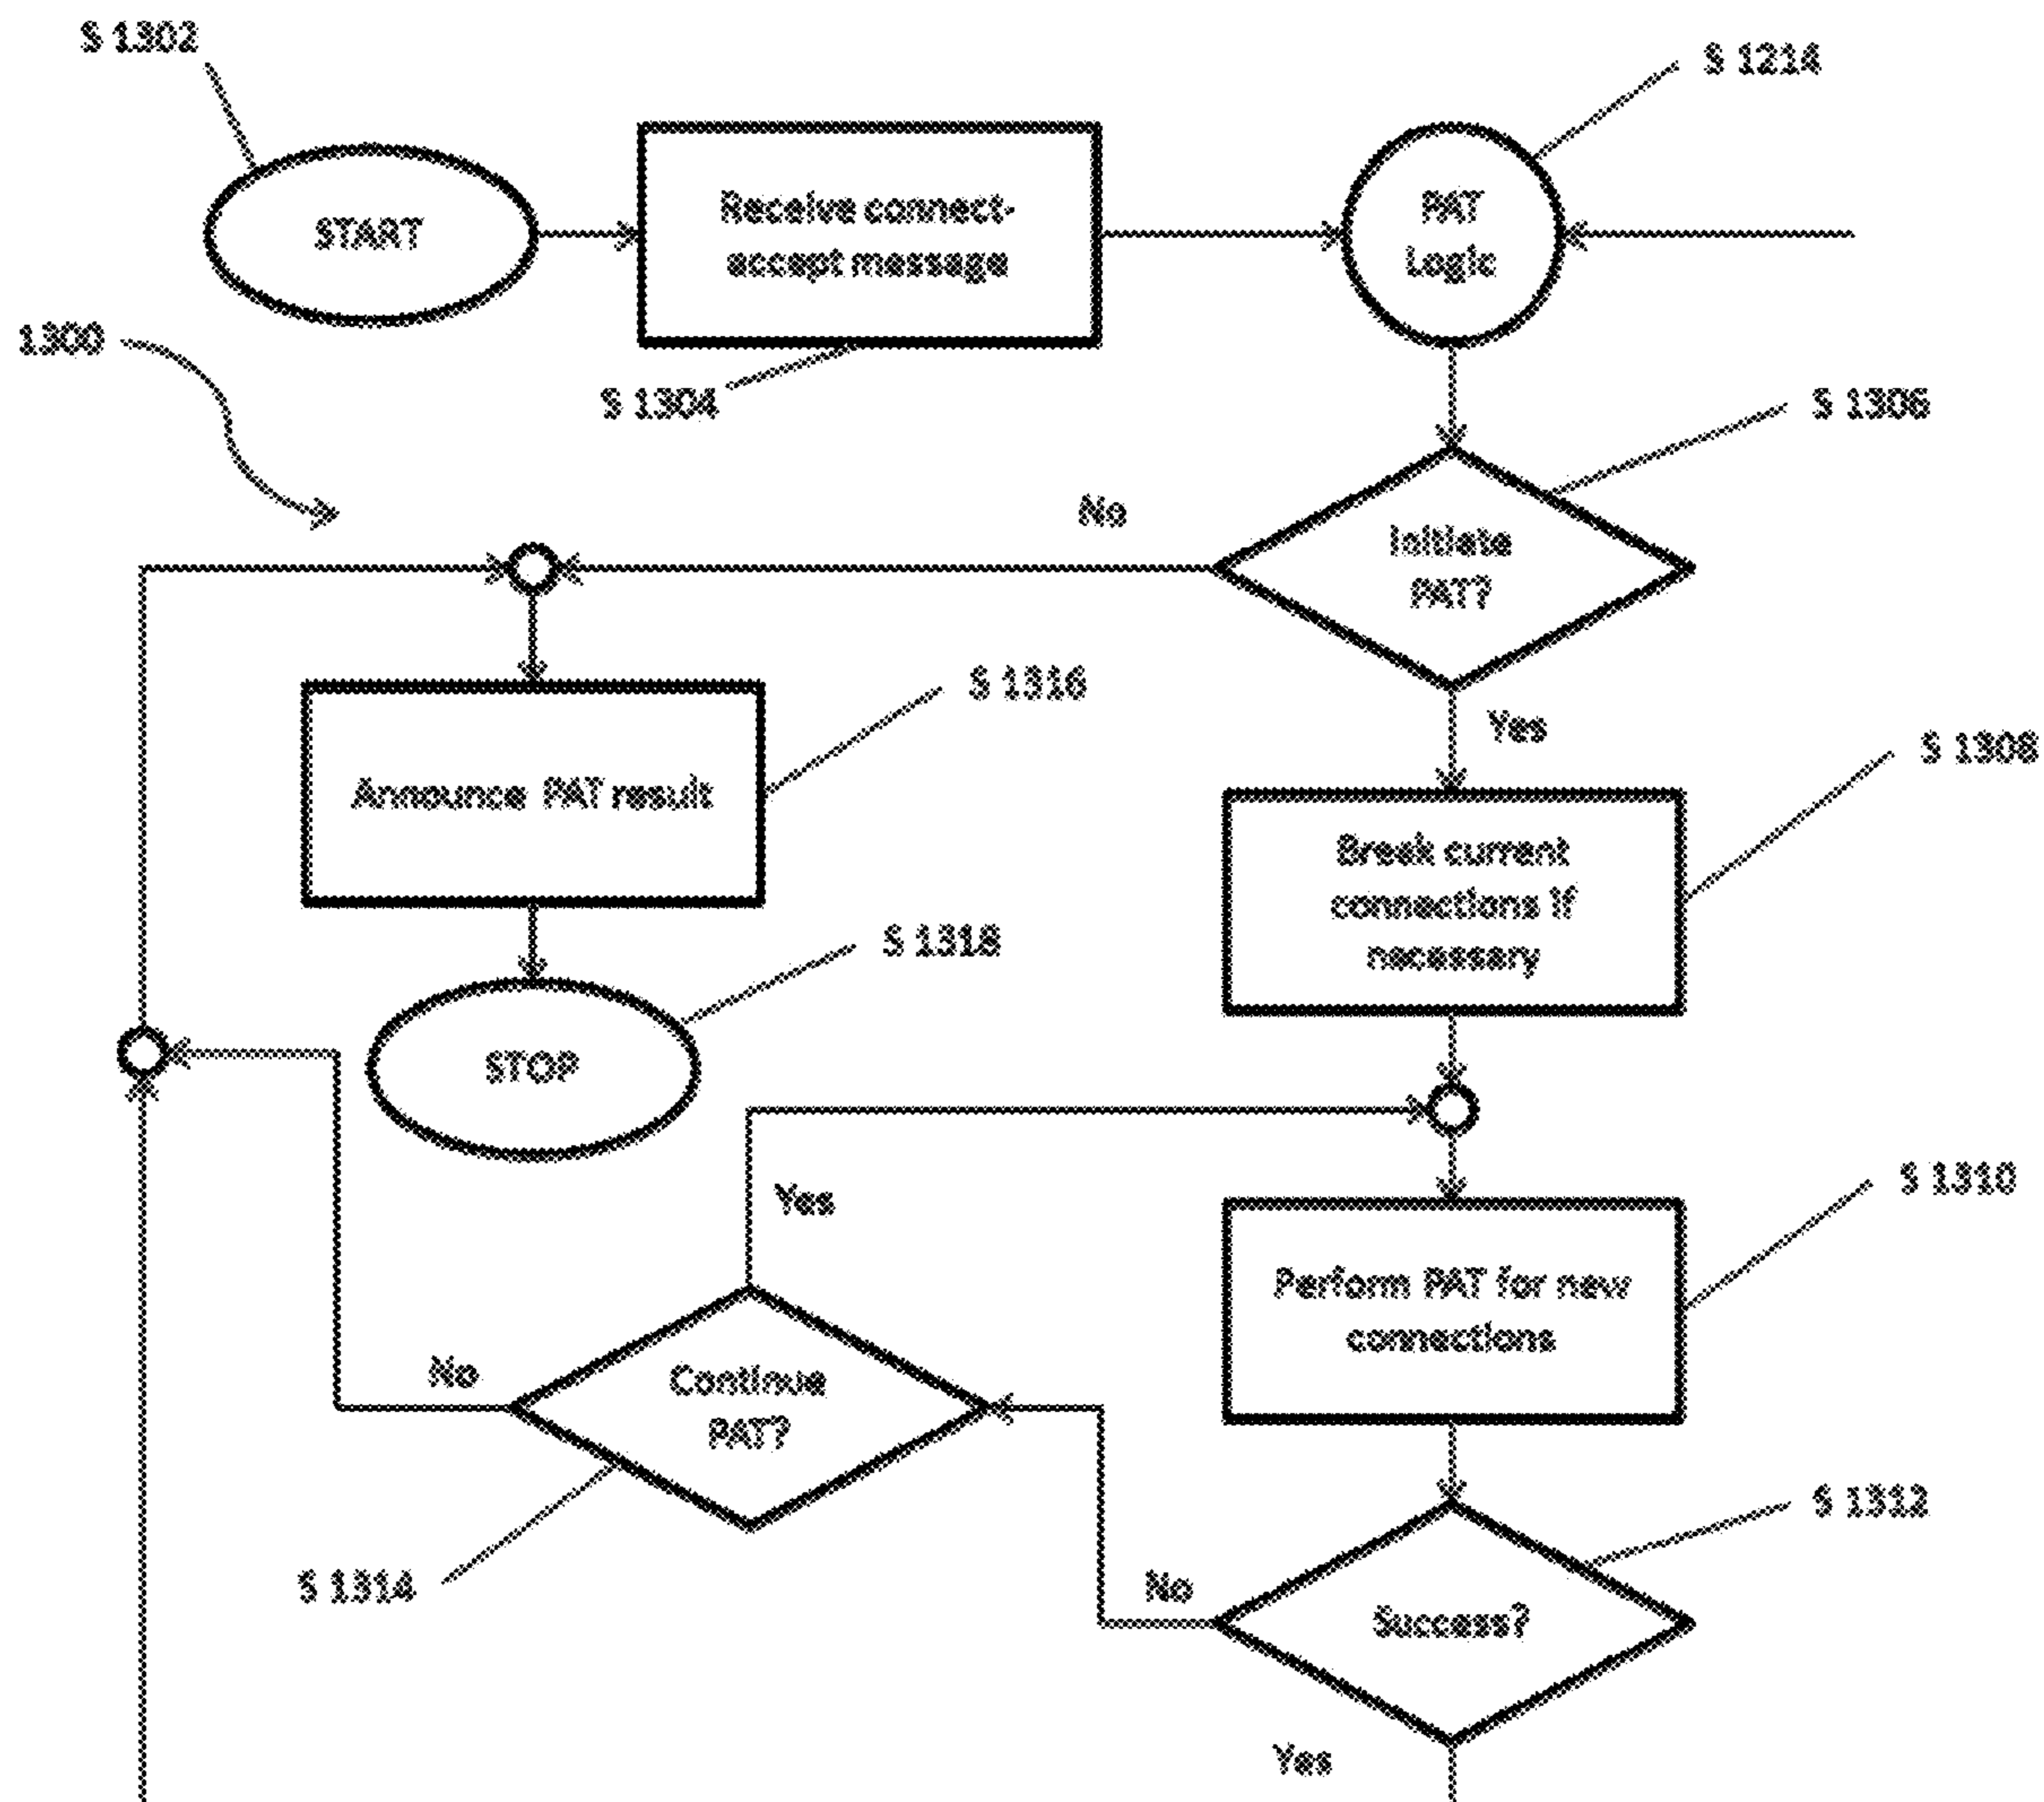 S 1302
S 1214
START
Receive connect-
accept message
PAT
Logic
1300
S 1304
S 1306
No
Initiate
PAT?
S 1316
Yes
S 1308
Announce PAT result
Break current
connections if
necessary
S 1318
STOP
Yes
S 1310
Perform PAT for new
connections
No
Continue
PAT?
S 1312
S 1314
No
Success?
Yes